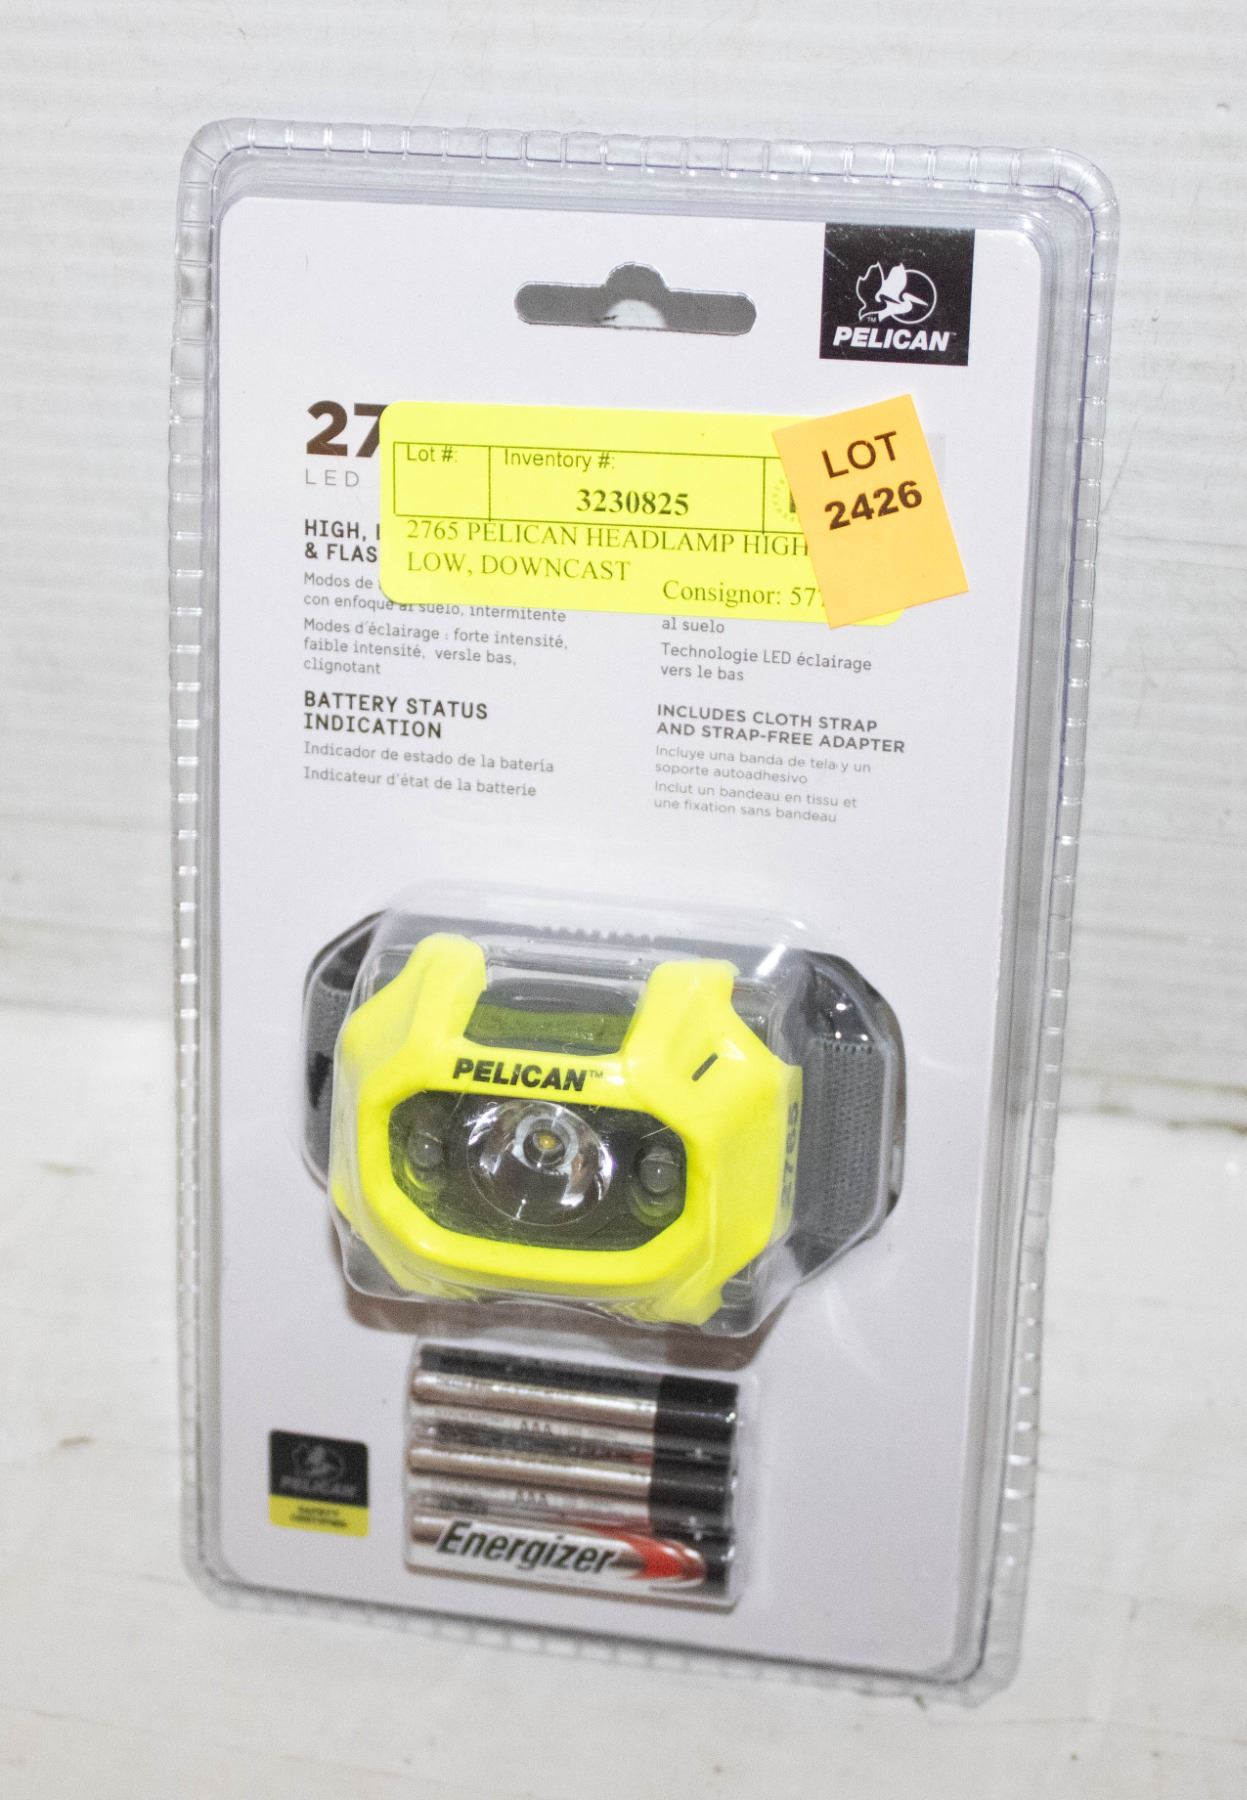 PELICAN™
27
LED
Lot #:
Inventory #:
3230825
LOT
2426
2765 PELICAN HEADLAMP HIGH
LOW, DOWNCAST
Consignor: 57
HIGH,
& FLAS
Modos de
con enfoque al suelo, intermitente
Modes d'éclairage : forte intensité,
faible intensité, versle bas,
clignotant
BATTERY STATUS
INDICATION
Indicador de estado de la batería
Indicateur d'état de la batterie
al suelo
Technologie LED éclairage
vers le bas
INCLUDES CLOTH STRAP
AND STRAP-FREE ADAPTER
Incluye una banda de tela y un
soporte autoadhesivo
Inclut un bandeau en tissu et
une fixation sans bandeau
PELICAN™
2765
AAA
AAA
Energizer
PELICAN
SAFETY
CERTIFIED